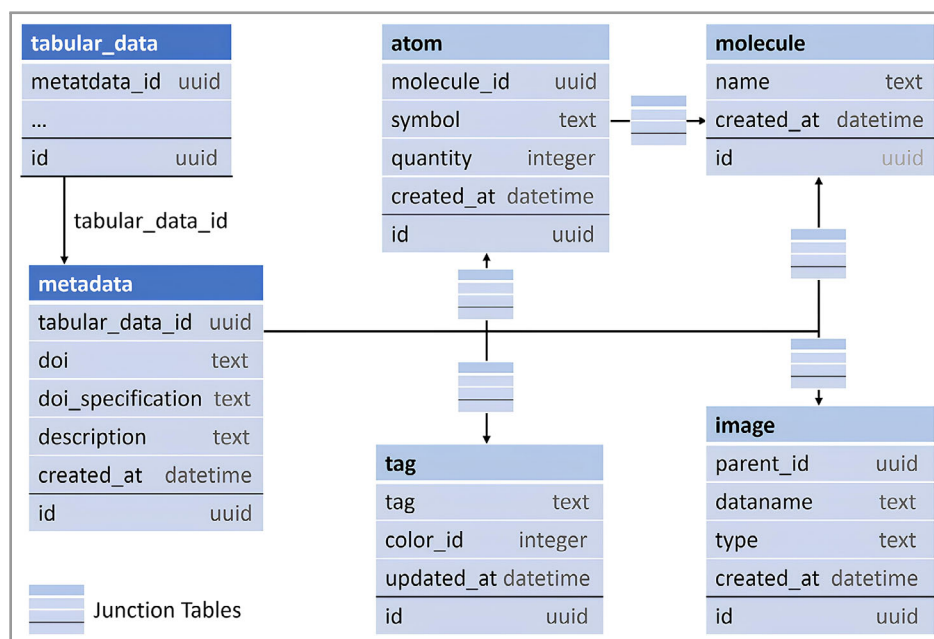 tabular_data
metatdata_id uuid
...
id uuid
tabular_data_id
metadata
tabular_data_id uuid
doi text
doi_specification text
description text
created_at datetime
id uuid
Junction Tables
atom
molecule_id uuid
symbol text
quantity integer
created_at datetime
id uuid
tag
tag text
color_id integer
updated_at datetime
id uuid
molecule
name text
created_at datetime
id uuid
image
parent_id uuid
dataname text
type text
created_at datetime
id uuid